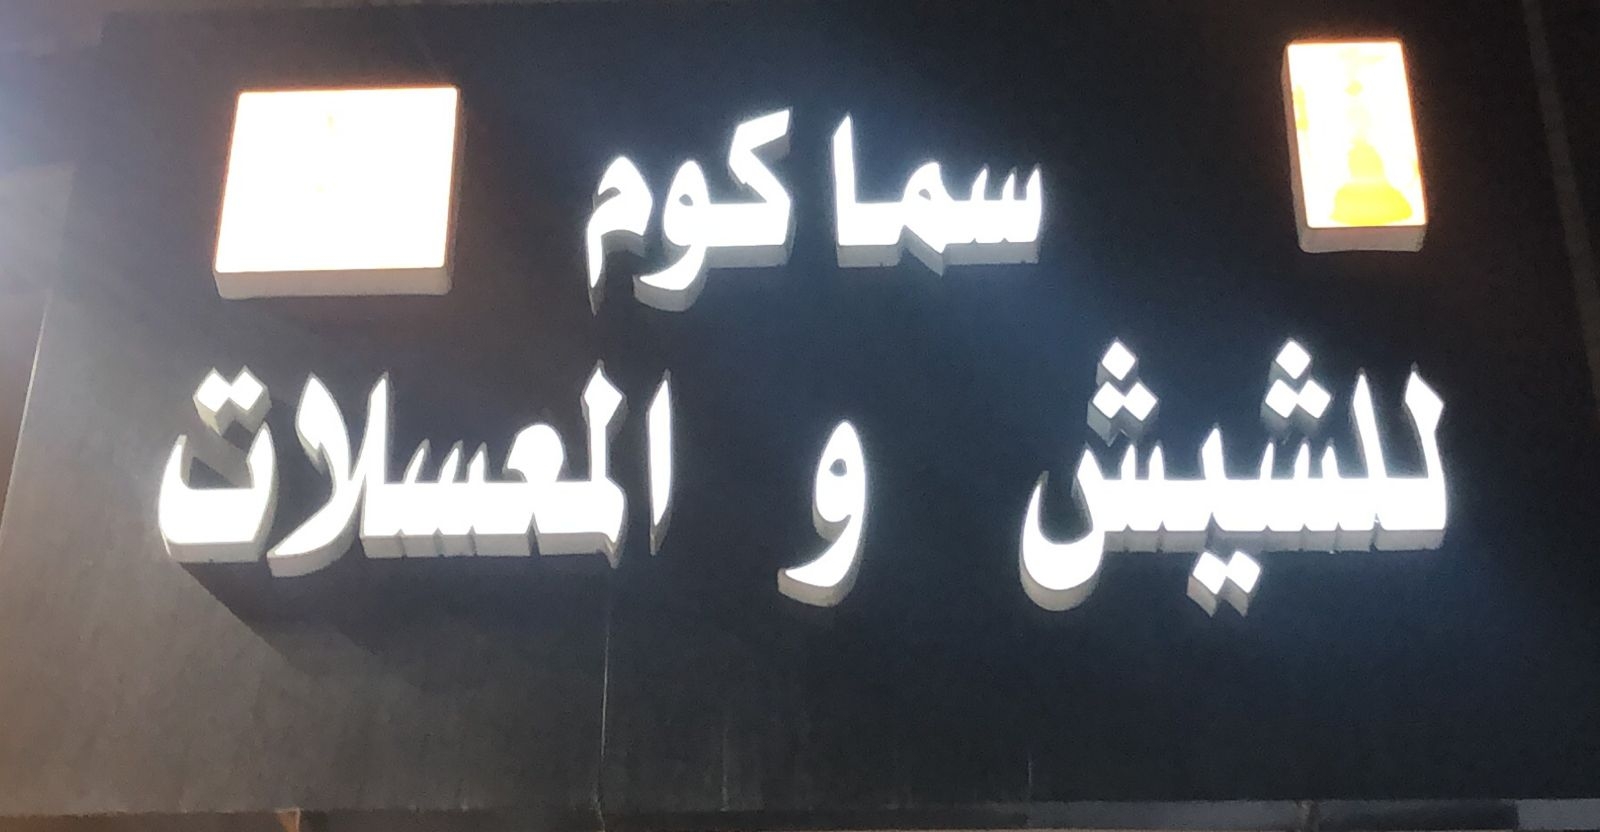 سما كوم
للشيش و المعسلات